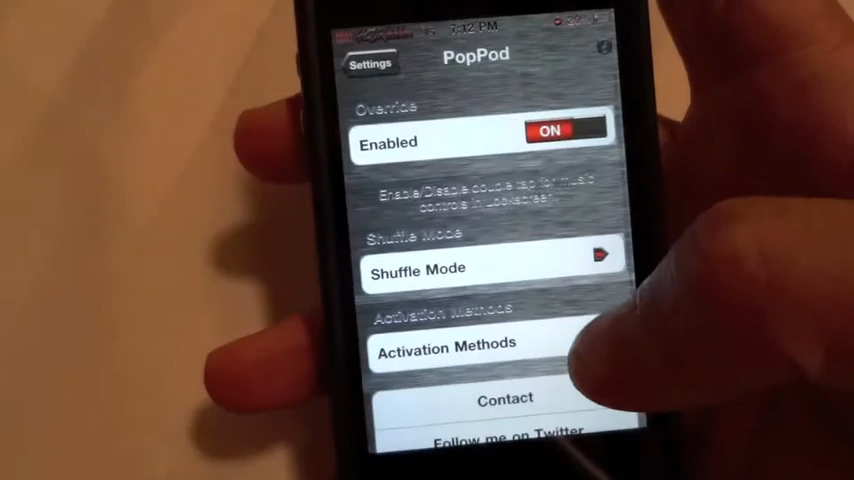 7:12 PM
Settings
PopPod
Override
Enabled
ON
Enable/Disable double tap for music
controls in Lockscreen.
Shuffle Mode
Shuffle Mode
Activation Methods
Activation Methods
Contact
Follow me on Twitter